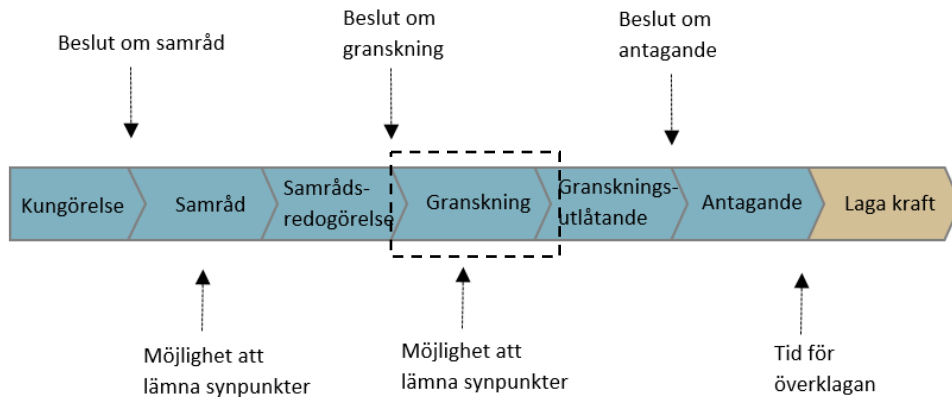 Beslut om samråd
Beslut om
granskning
Beslut om
antagande
Kungörelse
Samråd
Samråds-
redogörelse
Granskning
Gransknings-
utlåtande
Antagande
Laga kraft
Möjlighet att
lämna synpunkter
Möjlighet att
lämna synpunkter
Tid för
överklagan